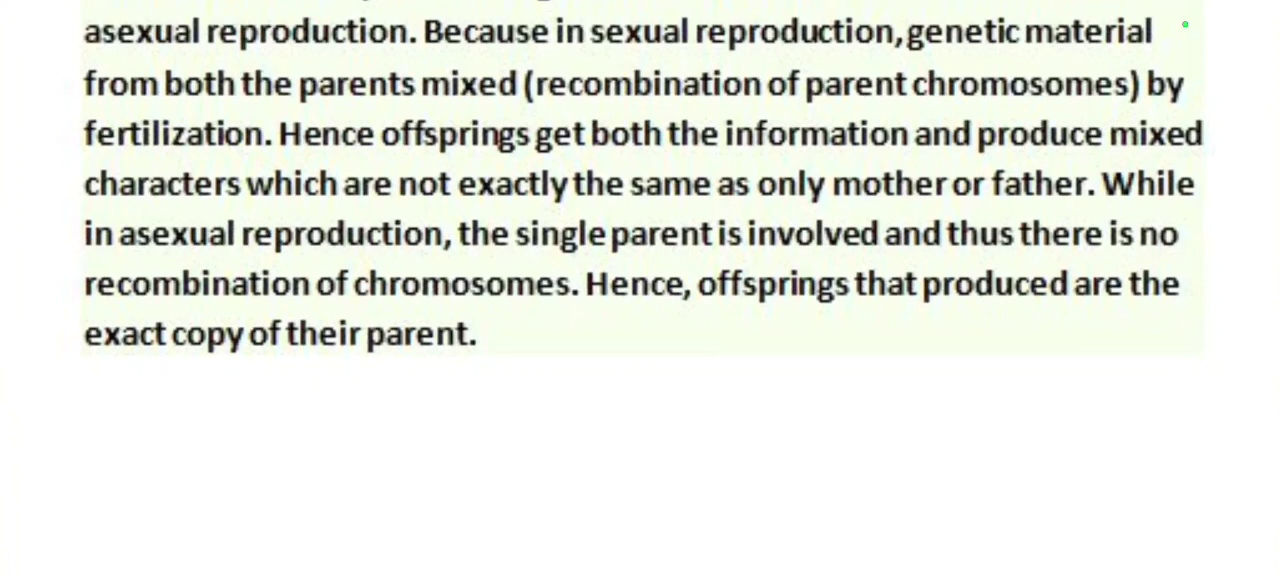 asexual reproduction. Because in sexual reproduction, genetic material
from both the parents mixed (recombination of parent chromosomes) by
fertilization. Hence offsprings get both the information and produce mixed
characters which are not exactly the same as only mother or father. While
in asexual reproduction, the single parent is involved and thus there is no
recombination of chromosomes. Hence, offsprings that produced are the
exact copy of their parent.